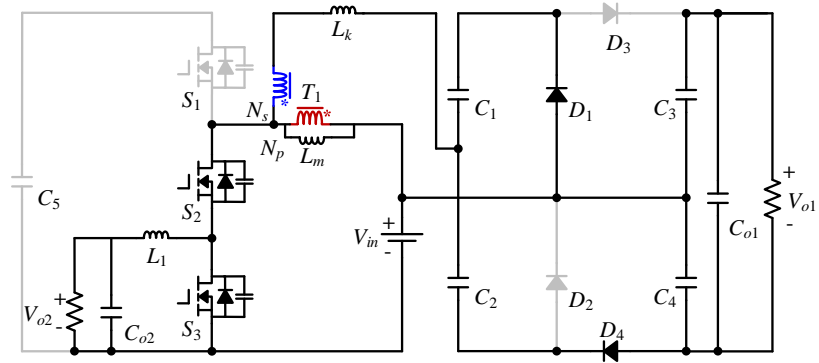 L_k
D_3
S_1
N_s
T_1
*
*
C_1
D_1
C_3
N_p
L_m
C_5
S_2
V_in
+
-
L_1
C_o1
+
V_o1
-
C_2
D_2
C_4
S_3
+
V_o2
-
C_o2
D_4